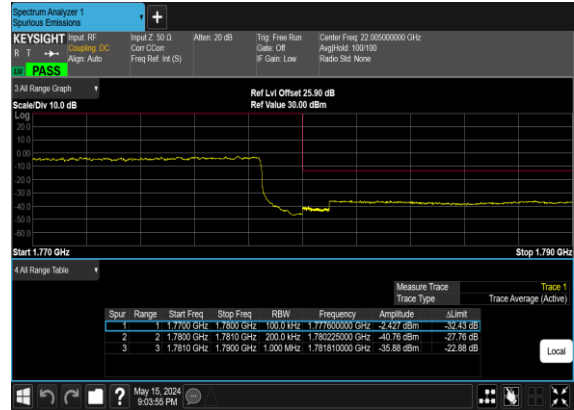 Spectrum Analyzer 1
Spurious Emissions
KEYSIGHT Input: RF Input Z: 50 Ω Atten: 20 dB Trig: Free Run Center Freq: 22.005000000 GHz
R T Coupling: DC Corr CCorr Gate: Off Avg|Hold: 100/100
Align: Auto Freq Ref: Int (S) IF Gain: Low Radio Std: None
LM PASS
3 All Range Graph
Ref Lvl Offset 25.90 dB
Scale/Div 10.0 dB Ref Value 30.00 dBm
Log
20.0
10.0
0.00
-10.0
-20.0
-30.0
-40.0
-50.0
-60.0
Start 1.770 GHz Stop 1.790 GHz
4 All Range Table
Measure Trace Trace 1
Trace Type Trace Average (Active)
Spur Range Start Freq Stop Freq RBW Frequency Amplitude ΔLimit
1 1 1.7700 GHz 1.7800 GHz 100.0 kHz 1.777600000 GHz -2.427 dBm -32.43 dB
2 2 1.7800 GHz 1.7810 GHz 200.0 kHz 1.780225000 GHz -40.76 dBm -27.76 dB
3 3 1.7810 GHz 1.7900 GHz 1.000 MHz 1.781810000 GHz -35.88 dBm -22.88 dB
Local
May 15, 2024
9:03:55 PM